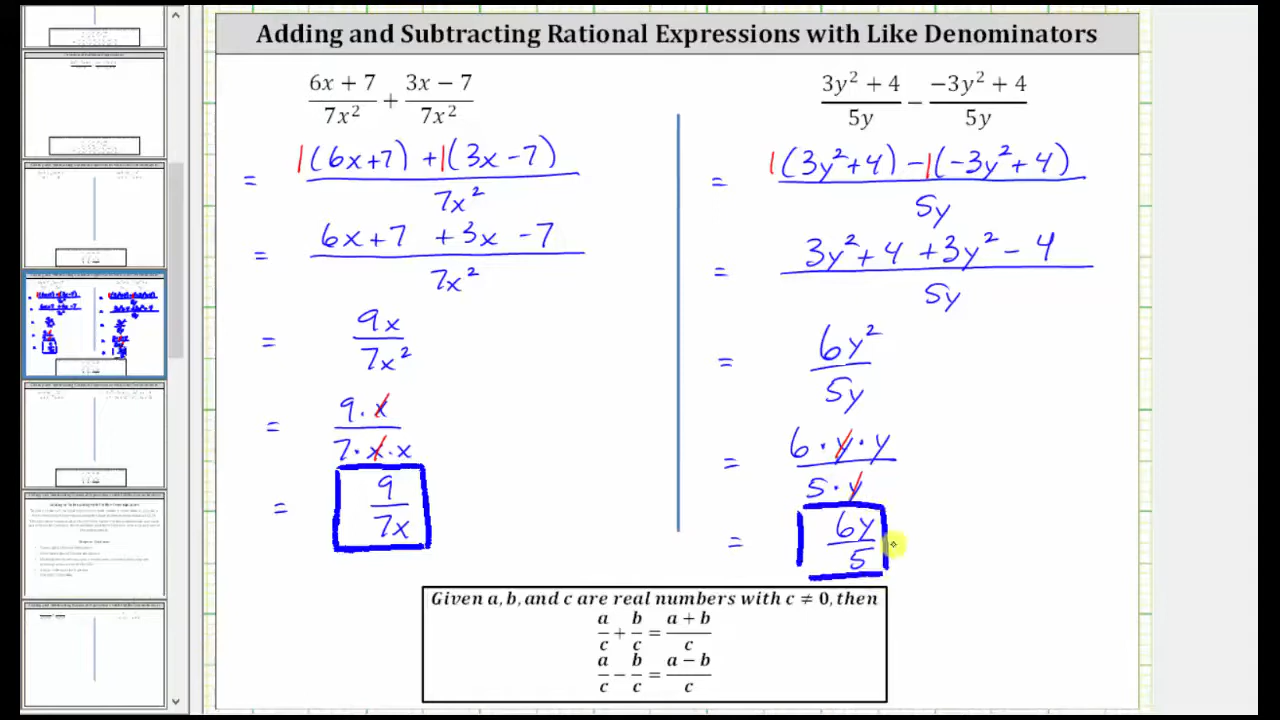 Adding and Subtracting Rational Expressions with Like Denominators
(6x + 7)/(7x²) + (3x − 7)/(7x²)
= (1(6x+7) + 1(3x − 7))/(7x²)
= (6x+7 + 3x − 7)/(7x²)
= 9x/(7x²)
= (9 · x)/(7 · x · x)
= 9/(7x)
(3y² + 4)/(5y) − (−3y² + 4)/(5y)
= (1(3y²+4) − 1(−3y²+4))/(5y)
= (3y²+4 + 3y² − 4)/(5y)
= 6y²/(5y)
= (6 · y · y)/(5 · y)
= 6y/5
Given a, b, and c are real numbers with c ≠ 0, then
a/c + b/c = (a + b)/c
a/c − b/c = (a − b)/c